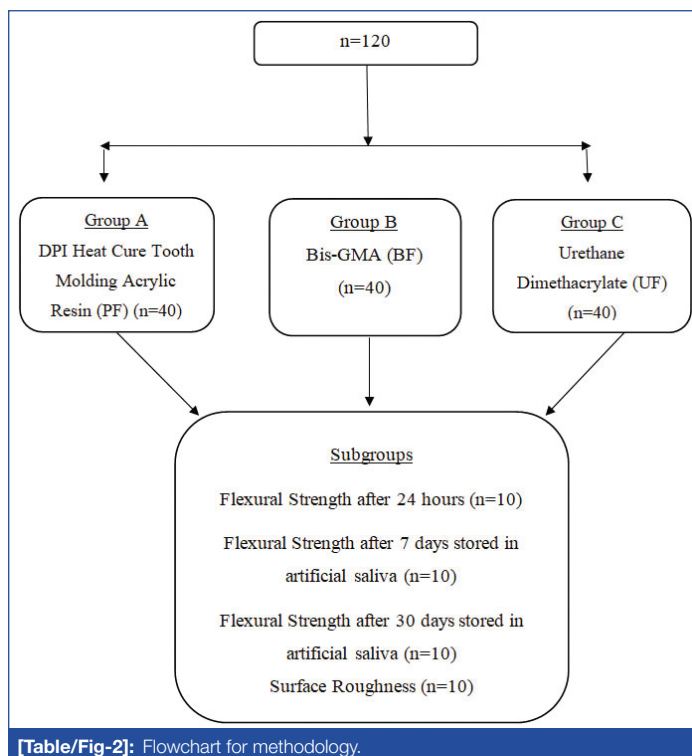 n=120
Group A
DPI Heat Cure Tooth
Molding Acrylic
Resin (PF) (n=40)
Group B
Bis-GMA (BF)
(n=40)
Group C
Urethane
Dimethacrylate (UF)
(n=40)
Subgroups
Flexural Strength after 24 hours (n=10)
Flexural Strength after 7 days stored in
artificial saliva (n=10)
Flexural Strength after 30 days stored in
artificial saliva (n=10)
Surface Roughness (n=10)
[Table/Fig-2]: Flowchart for methodology.